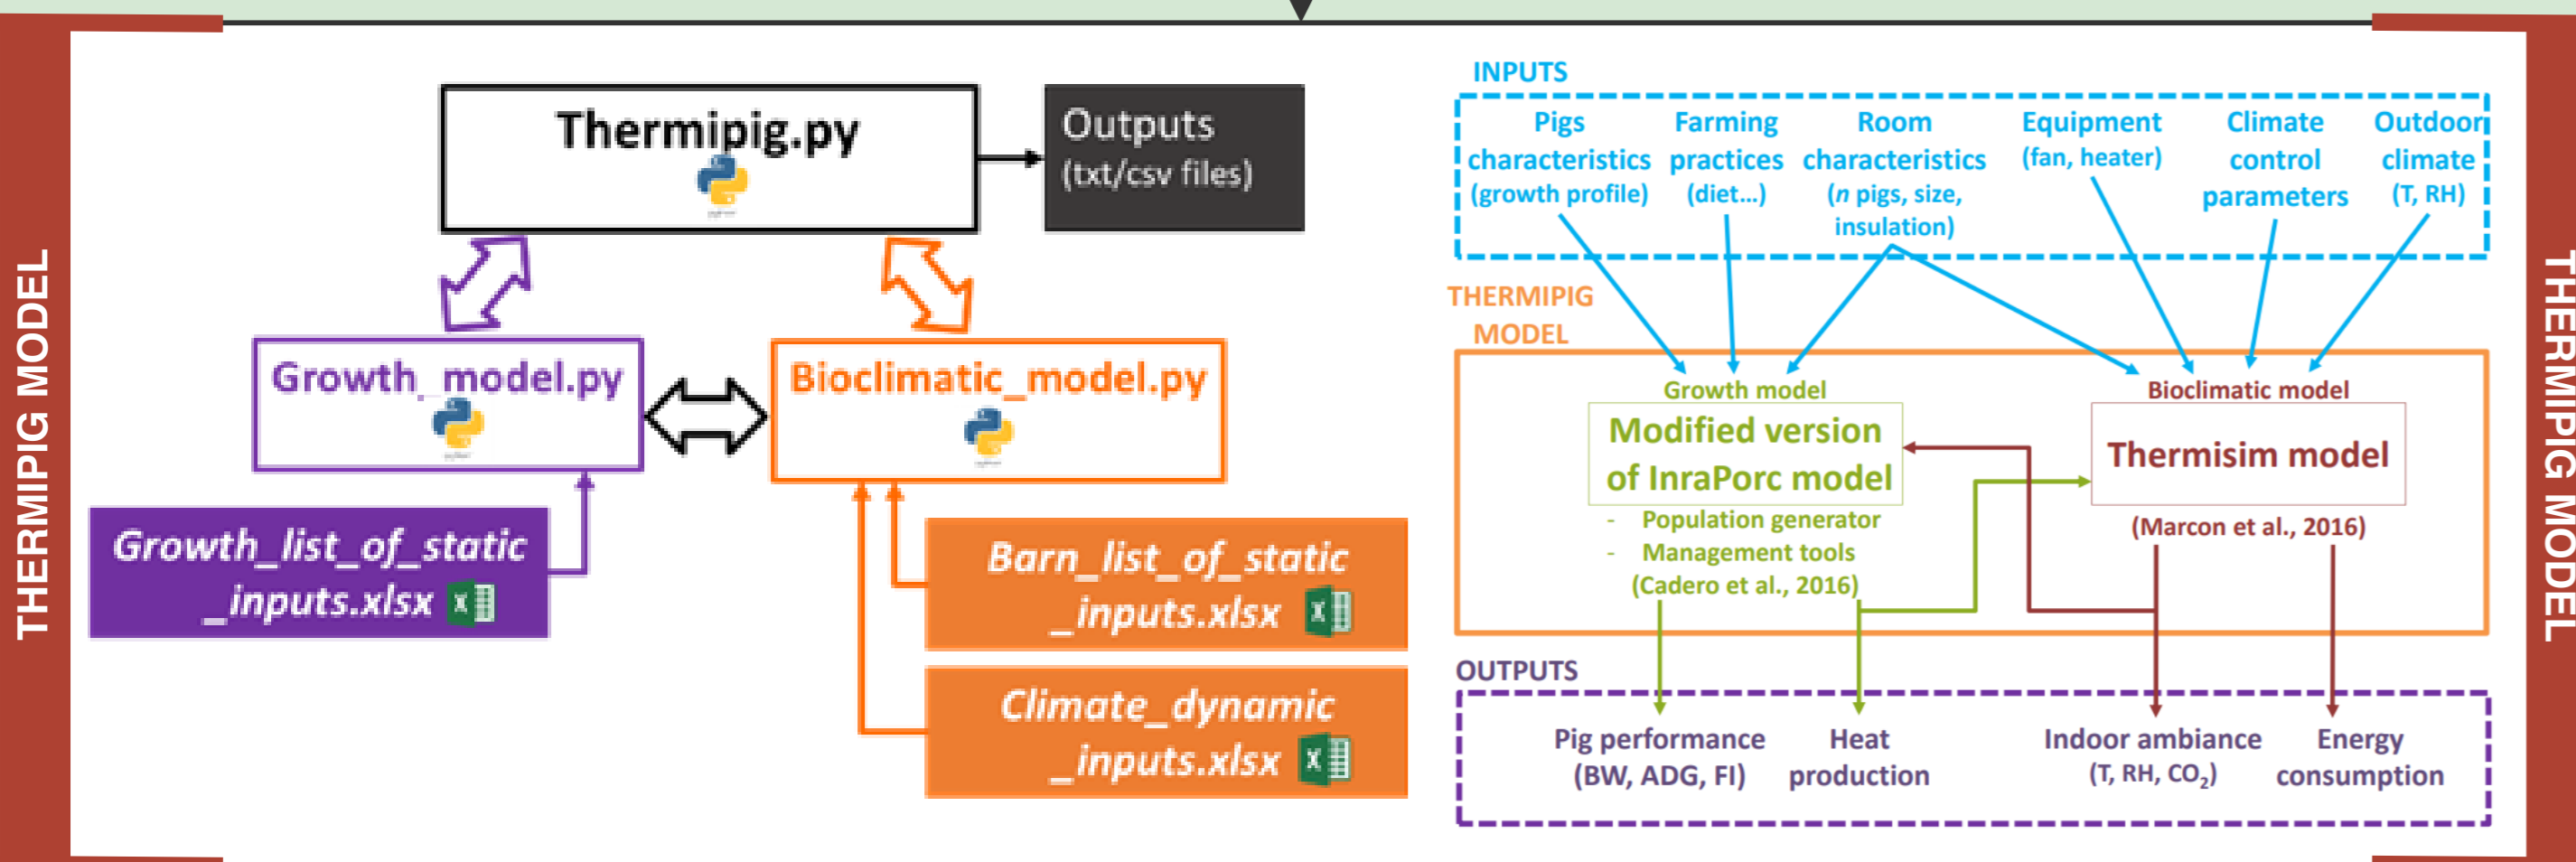 THERMIPIG MODEL
Thermipig.py
Outputs
(txt/csv files)
Growth_model.py
Bioclimatic_model.py
Growth_list_of_static
_inputs.xlsx
Barn_list_of_static
_inputs.xlsx
Climate_dynamic
_inputs.xlsx
INPUTS
Pigs
characteristics
(growth profile)
Farming
practices
(diet...)
Room
characteristics
(n pigs, size,
insulation)
Equipment
(fan, heater)
Climate
control
parameters
Outdoor
climate
(T, RH)
THERMIPIG
MODEL
Growth model
Modified version
of InraPorc model
- Population generator
- Management tools
(Cadero et al., 2016)
Bioclimatic model
Thermisim model
(Marcon et al., 2016)
OUTPUTS
Pig performance
(BW, ADG, FI)
Heat
production
Indoor ambiance
(T, RH, CO₂)
Energy
consumption
THERMIPIG MODEL